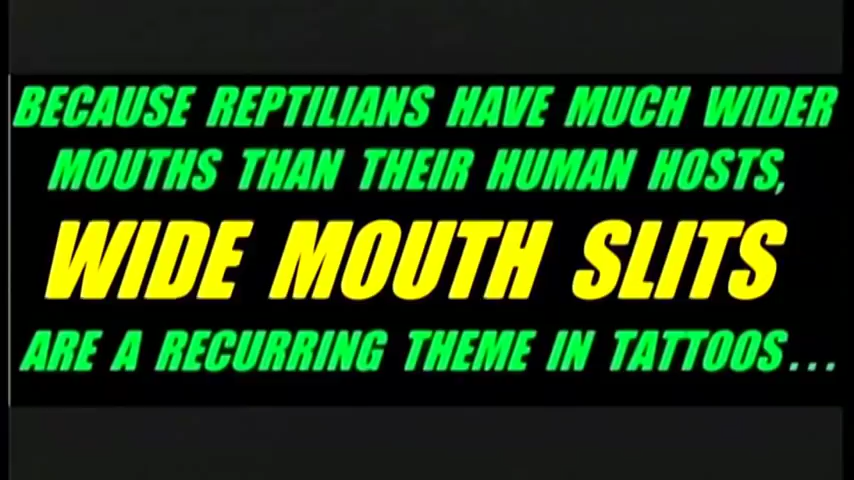 BECAUSE REPTILIANS HAVE MUCH WIDER
MOUTHS THAN THEIR HUMAN HOSTS,
WIDE MOUTH SLITS
ARE A RECURRING THEME IN TATTOOS...